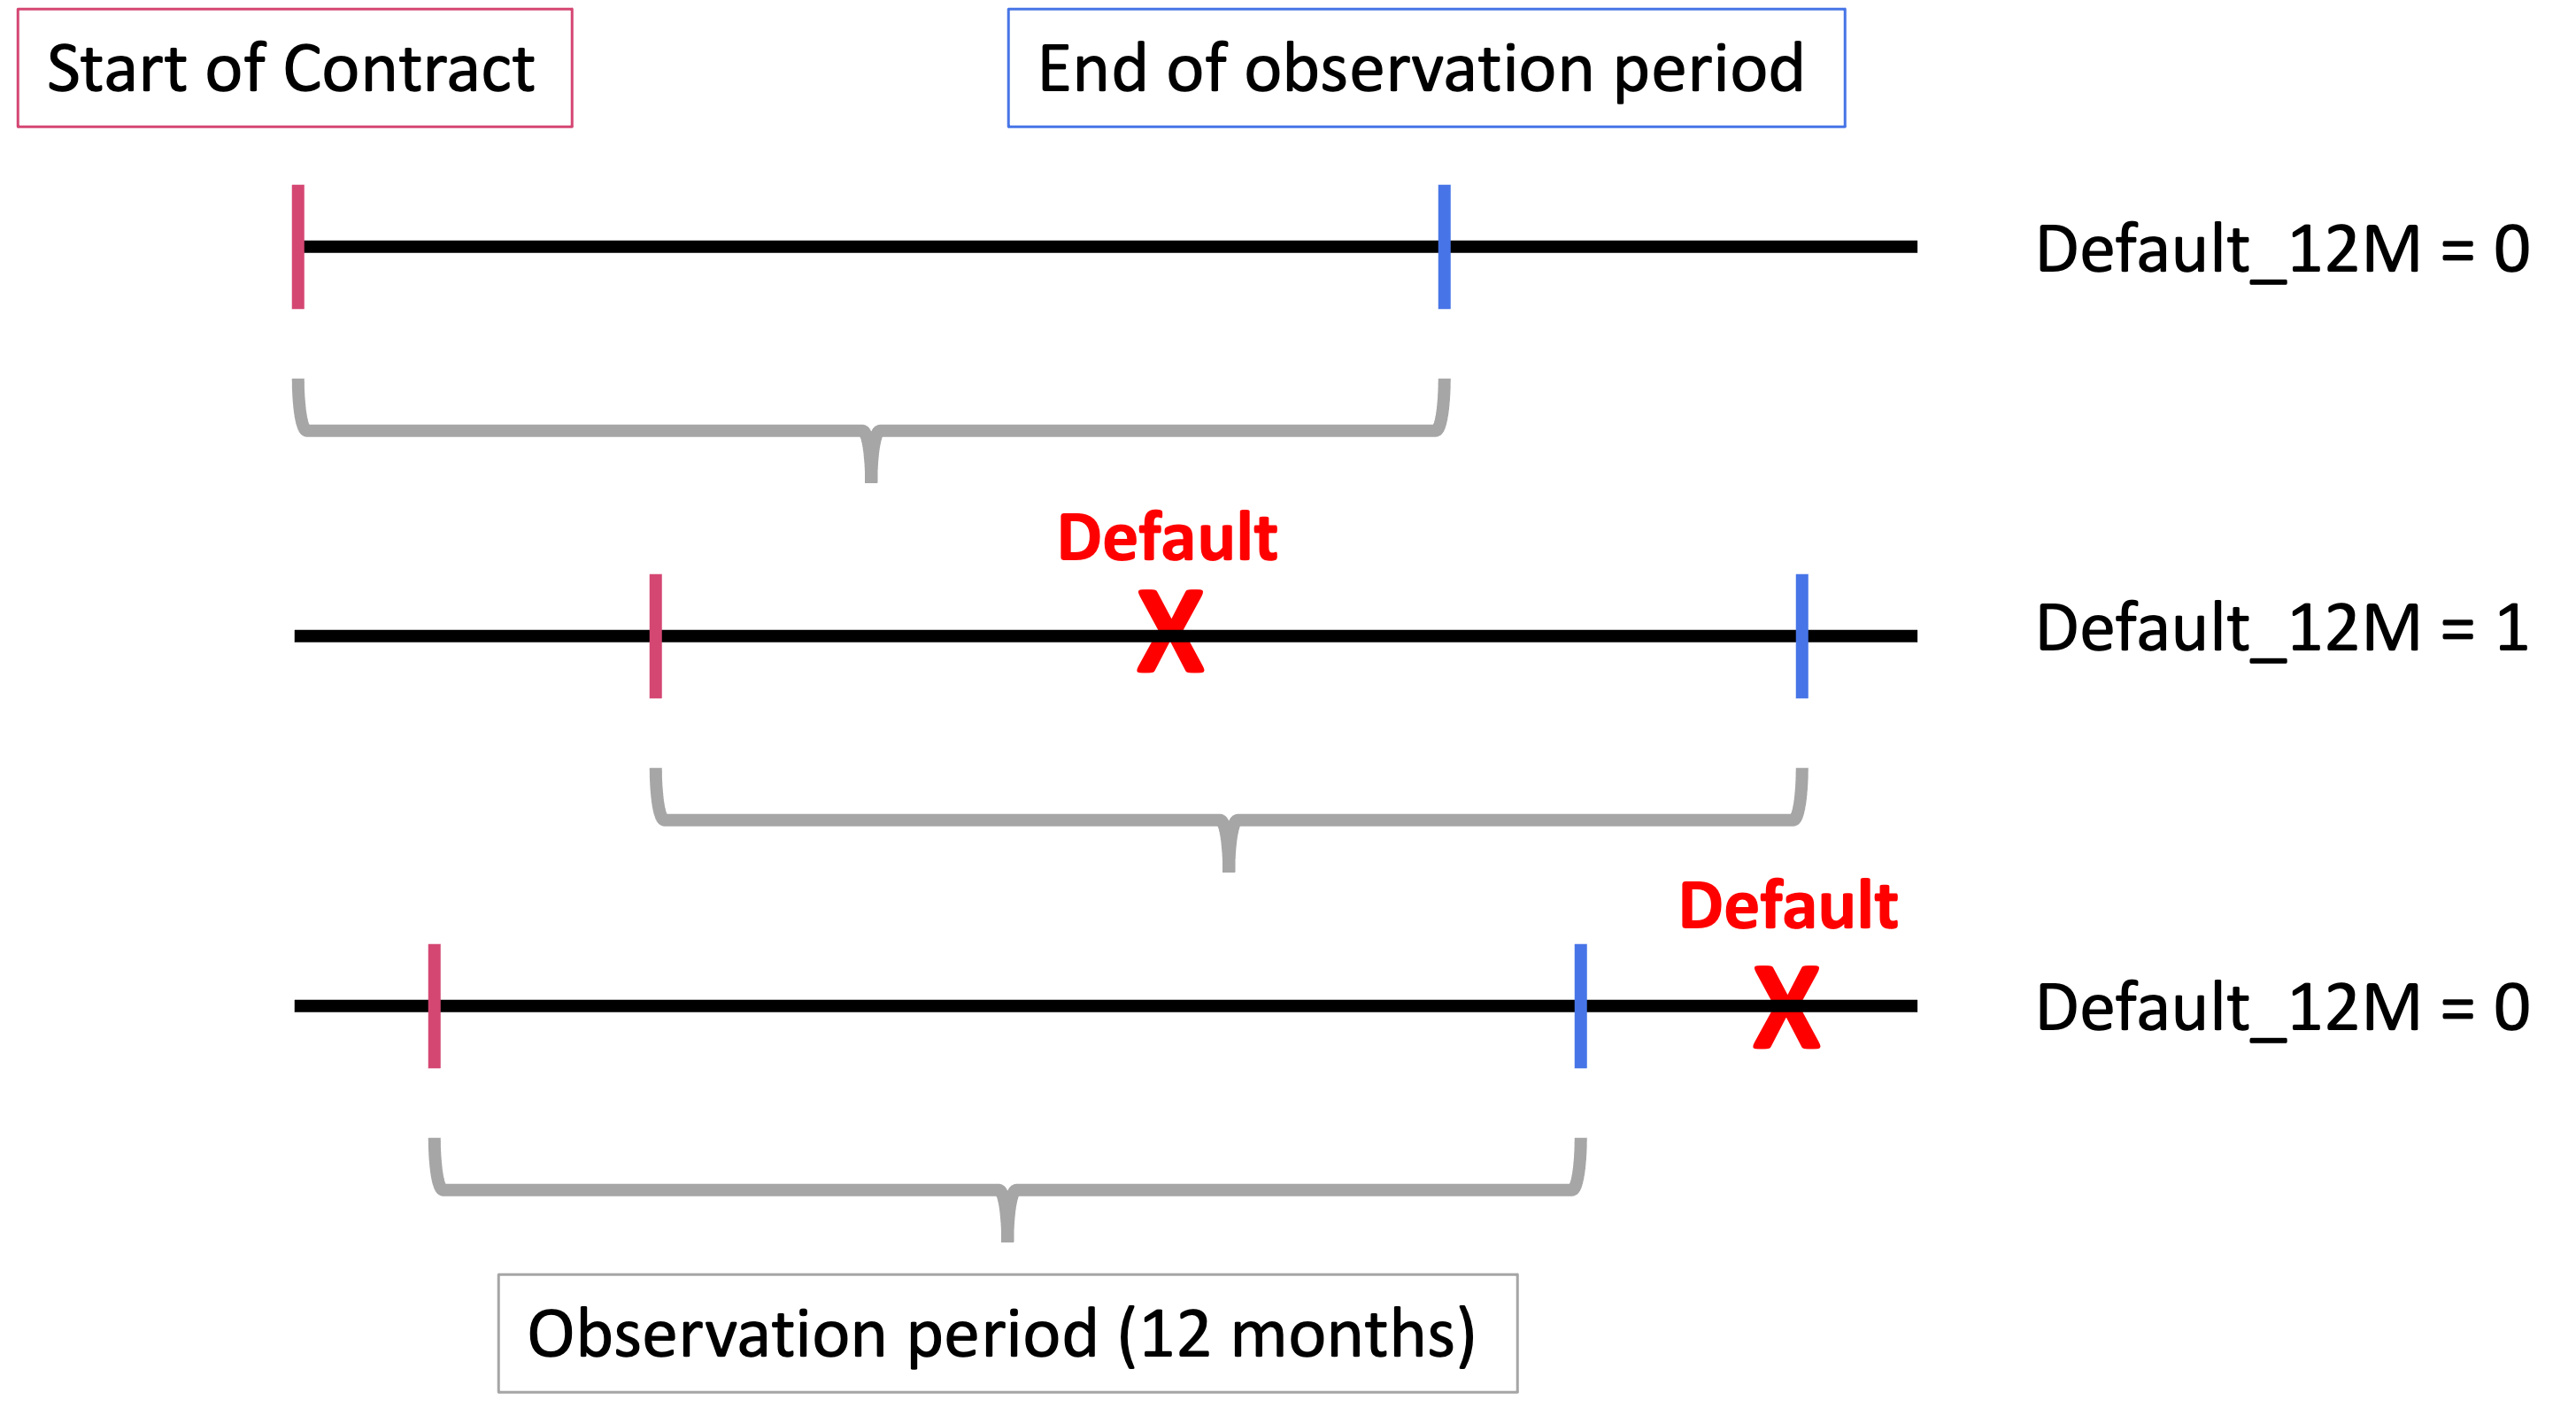 Start of Contract
End of observation period
Default_12M = 0
Default
X
Default_12M = 1
Default
X
Default_12M = 0
Observation period (12 months)